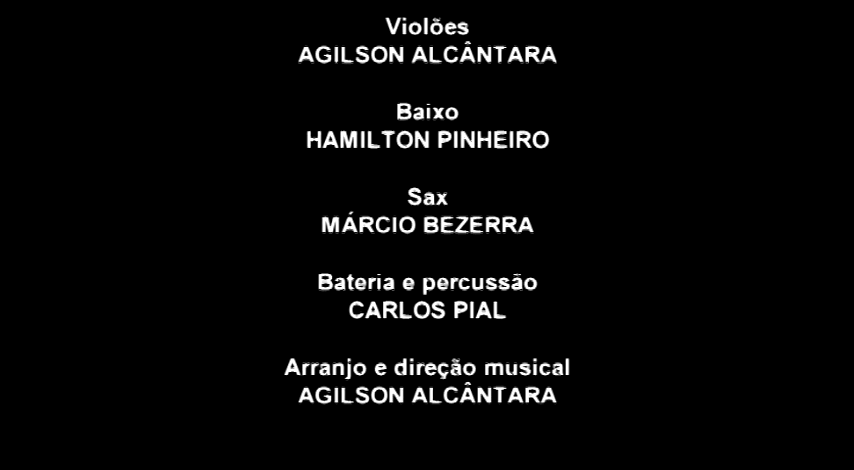 Violões
AGILSON ALCÂNTARA
Baixo
HAMILTON PINHEIRO
Sax
MÁRCIO BEZERRA
Bateria e percussão
CARLOS PIAL
Arranjo e direção musical
AGILSON ALCÂNTARA